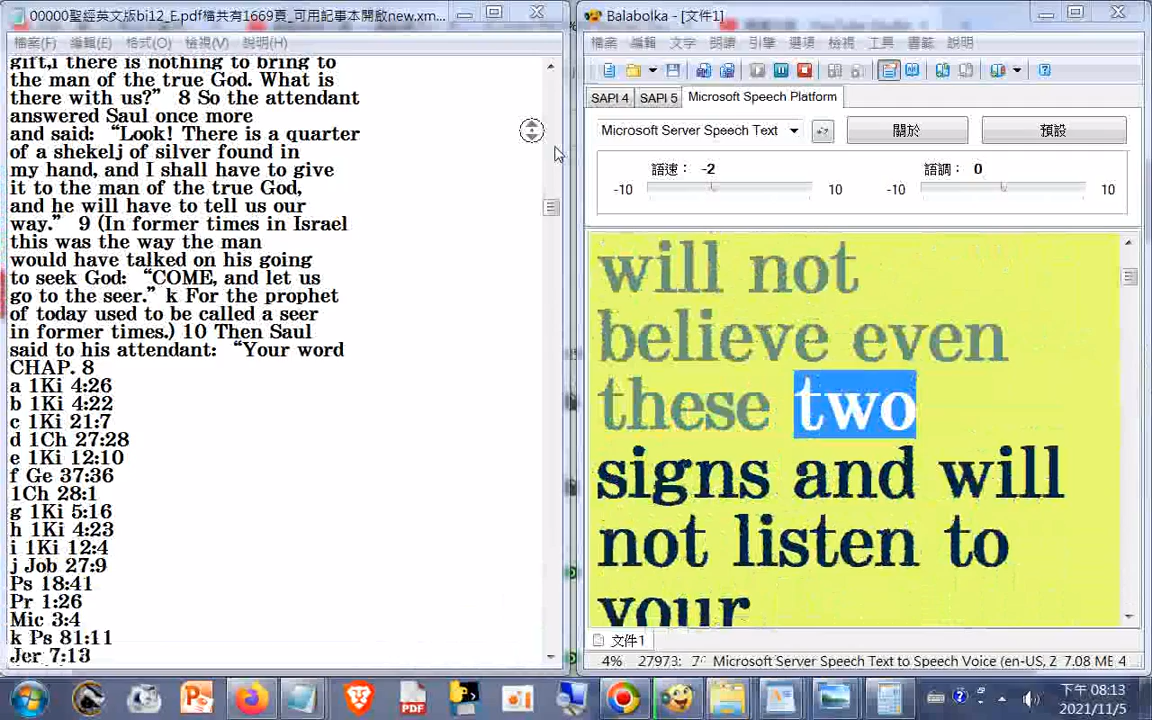 00000聖經英文版bi12_E.pdf檔共有1669頁_可用記事本開啟new.xm...
檔案(F) 編輯(E) 格式(O) 檢視(V) 說明(H)
gift,i there is nothing to bring to
the man of the true God. What is
there with us?” 8 So the attendant
answered Saul once more
and said: “Look! There is a quarter
of a shekelj of silver found in
my hand, and I shall have to give
it to the man of the true God,
and he will have to tell us our
way.” 9 (In former times in Israel
this was the way the man
would have talked on his going
to seek God: “COME, and let us
go to the seer.” k For the prophet
of today used to be called a seer
in former times.) 10 Then Saul
said to his attendant: “Your word
CHAP. 8
a 1Ki 4:26
b 1Ki 4:22
c 1Ki 21:7
d 1Ch 27:28
e 1Ki 12:10
f Ge 37:36
1Ch 28:1
g 1Ki 5:16
h 1Ki 4:23
i 1Ki 12:4
j Job 27:9
Ps 18:41
Pr 1:26
Mic 3:4
k Ps 81:11
Jer 7:13
Balabolka - [文件1]
檔案 編輯 文字 朗讀 引擎 選項 檢視 工具 書籤 說明
SAPI 4 SAPI 5 Microsoft Speech Platform
Microsoft Server Speech Text 關於 預設
語速： -2 語調： 0
-10 10 -10 10
will not
believe even
these two
signs and will
not listen to
your
文件1
4% 27973: Microsoft Server Speech Text to Speech Voice (en-US, 2 7.08 MB 4
PDF
下午 08:13
2021/11/5